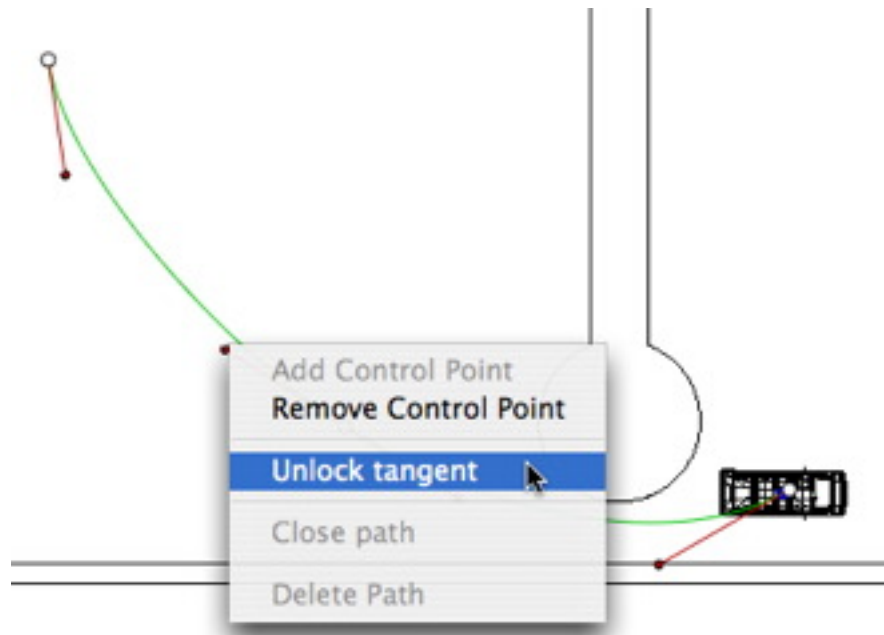 Add Control Point
Remove Control Point
Unlock tangent
Close path
Delete Path